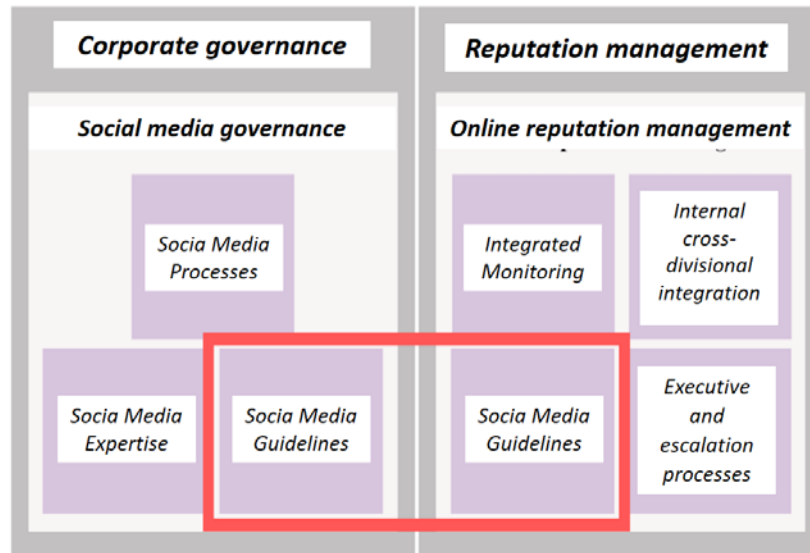 Corporate governance
Reputation management
Social media governance
Online reputation management
Socia Media
Processes
Integrated
Monitoring
Internal
cross-
divisional
integration
Socia Media
Expertise
Socia Media
Guidelines
Socia Media
Guidelines
Executive
and
escalation
processes